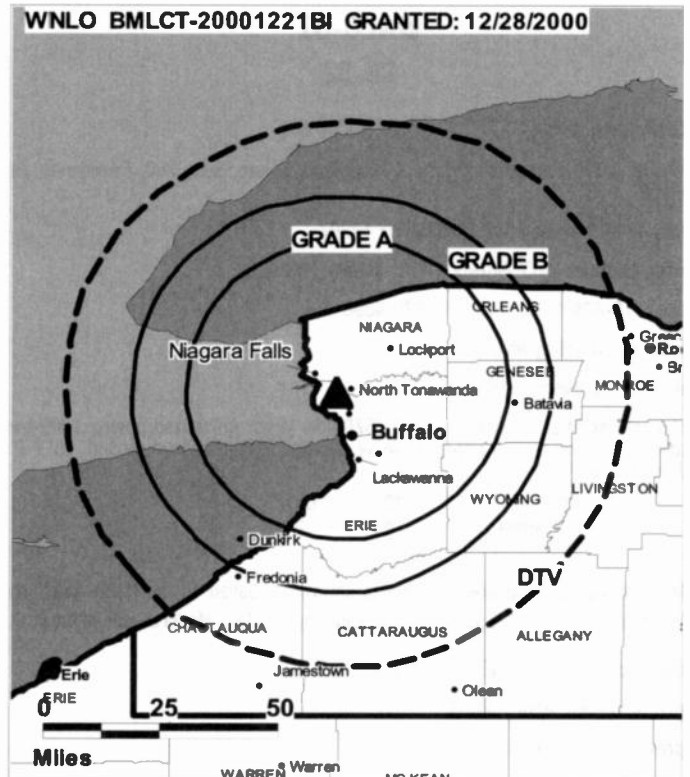 WNLO BMLCT-20001221BI GRANTED: 12/28/2000
GRADE A
GRADE B
ORLEANS
NIAGARA
Niagara Falls
Lockport
GENESEE
MONROE
North Tonawanda
Batavia
Buffalo
Lackawanna
WYOMING
LIVINGSTON
ERIE
Dunkirk
Fredonia
DTV
CHAUTAUQUA
CATTARAUGUS
ALLEGANY
Jamestown
Erie
ERIE
Olean
0 25 50
Miles
WARREN
Warren